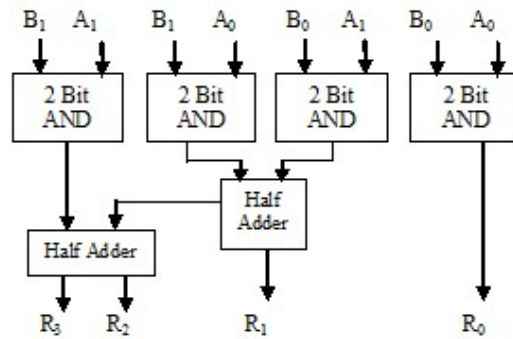 B₁ A₁ B₁ A₀ B₀ A₁ B₀ A₀
2 Bit AND
2 Bit AND
2 Bit AND
2 Bit AND
Half Adder
Half Adder
R₃ R₂ R₁ R₀